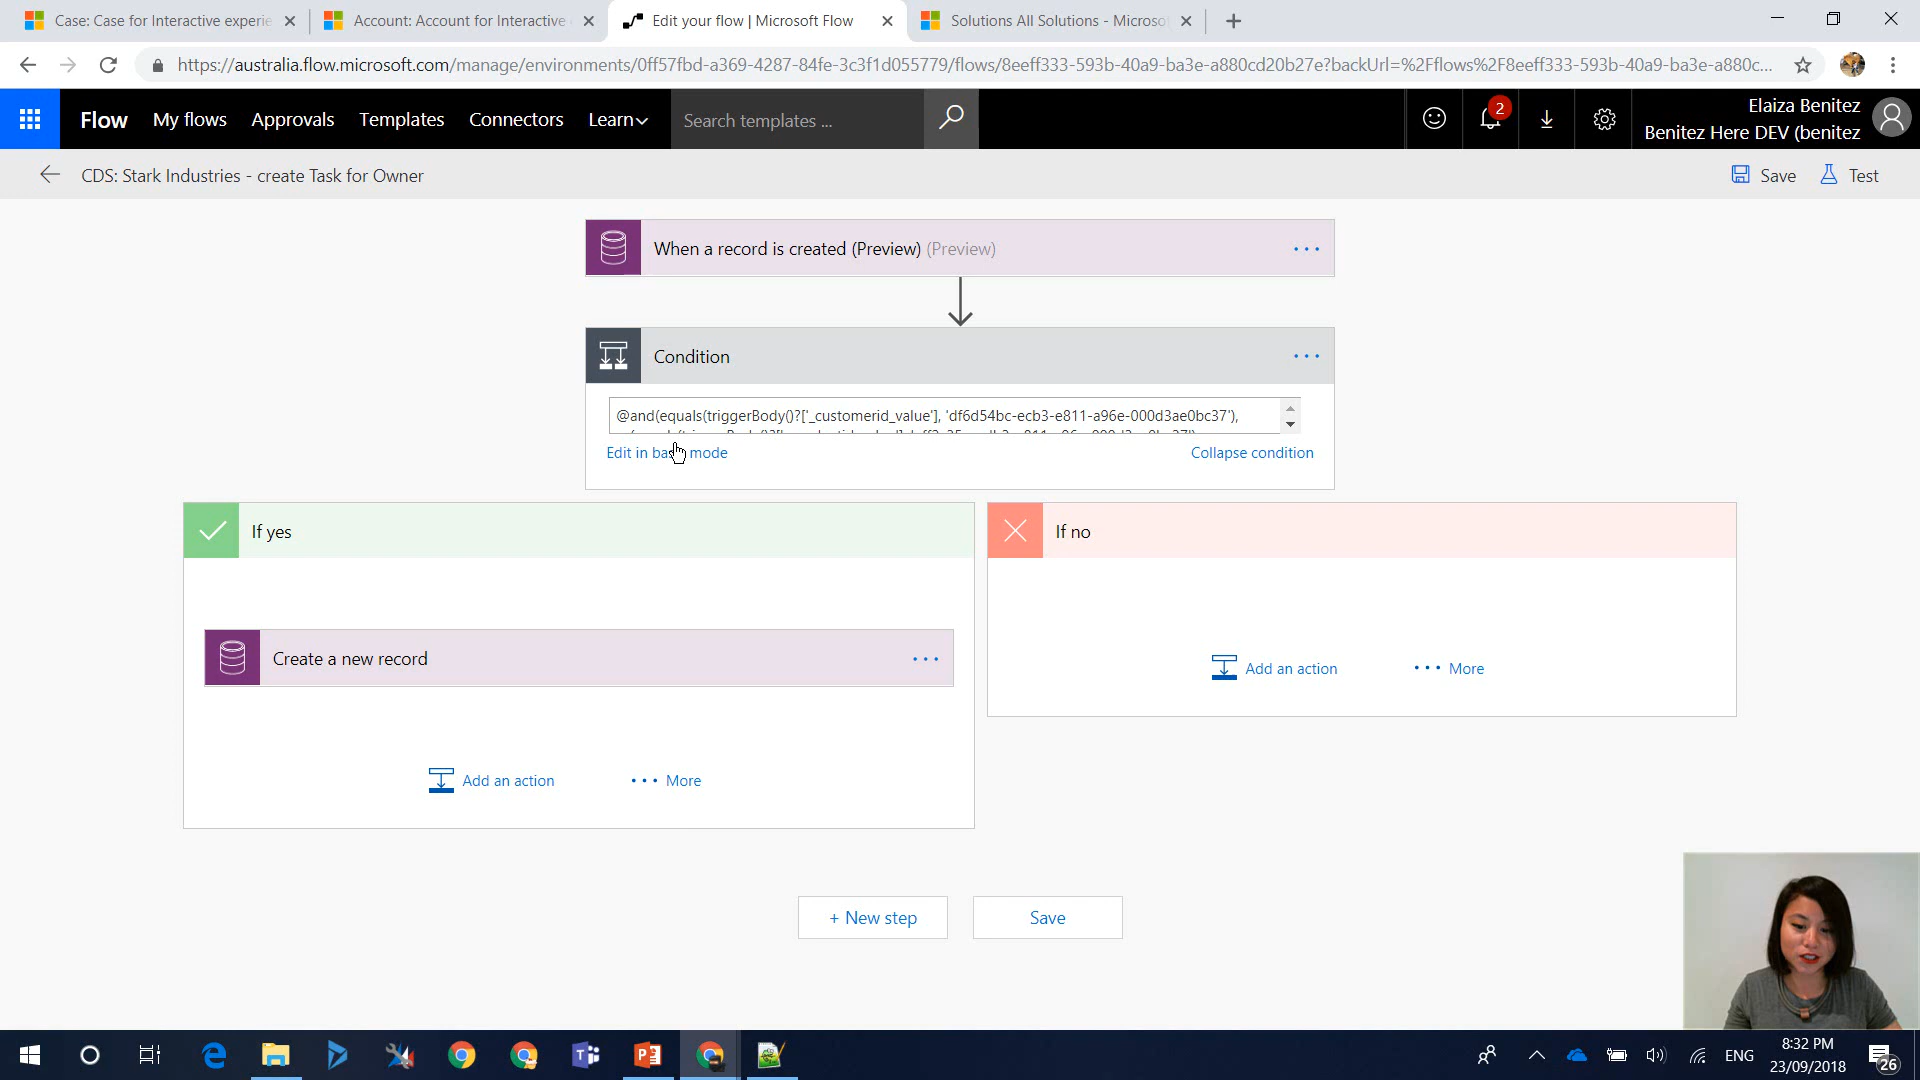 Case: Case for Interactive experie
Account: Account for Interactive
Edit your flow | Microsoft Flow
Solutions All Solutions - Microso
https://australia.flow.microsoft.com/manage/environments/0ff57fbd-a369-4287-84fe-3c3f1d055779/flows/8eeff333-593b-40a9-ba3e-a880cd20b27e?backUrl=%2Fflows%2F8eeff333-593b-40a9-ba3e-a880c...
Flow My flows Approvals Templates Connectors Learn Search templates ... 2 Elaiza Benitez
Benitez Here DEV (benitez
CDS: Stark Industries - create Task for Owner Save Test
When a record is created (Preview) (Preview)
Condition
@and(equals(triggerBody()?['_customerid_value'], 'df6d54bc-ecb3-e811-a96e-000d3ae0bc37'),
Edit in mode Collapse condition
If yes If no
Create a new record
Add an action More
Add an action More
+ New step Save
ENG
8:32 PM
23/09/2018
26